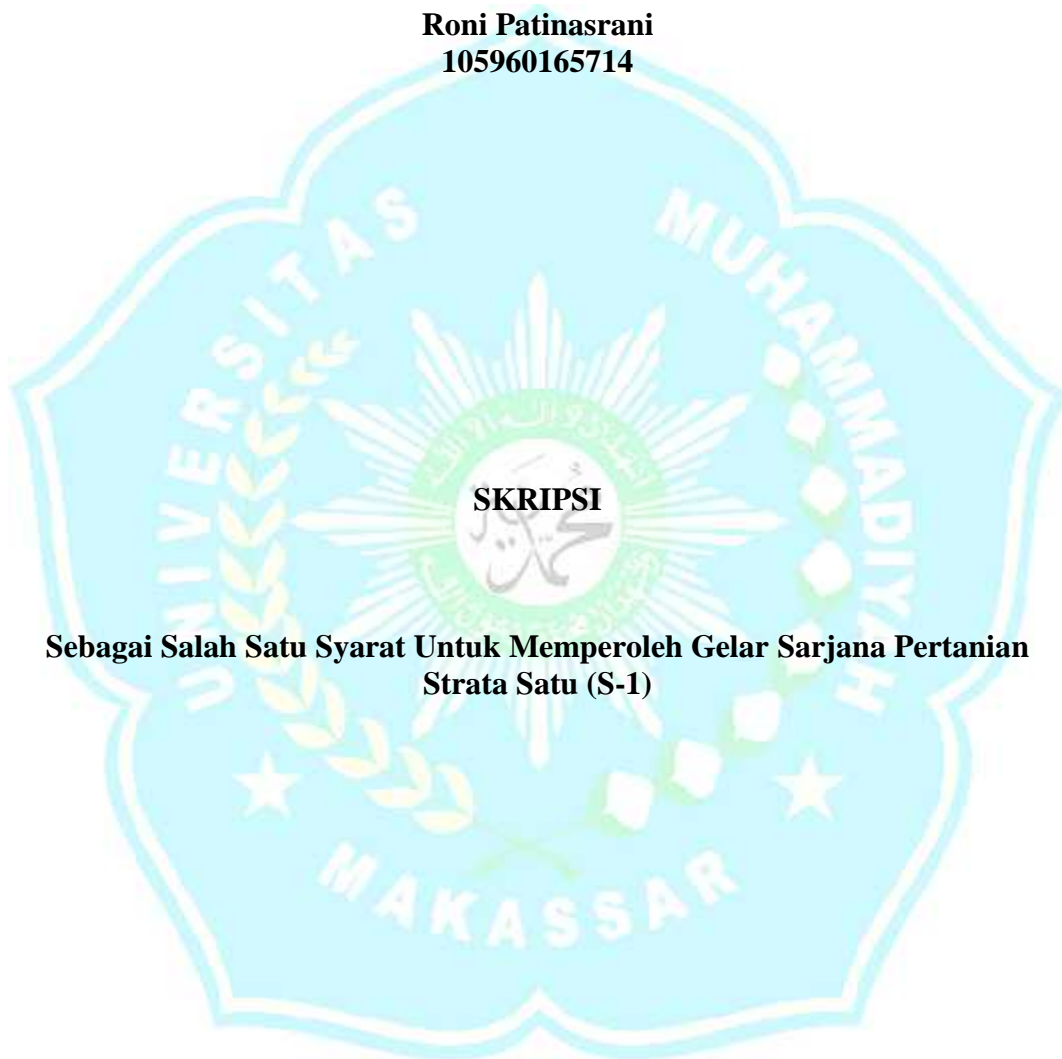 Roni Patinasrani
105960165714
UNIVERSITAS MUHAMMADIYAH
SKRIPSI
محمد
Sebagai Salah Satu Syarat Untuk Memperoleh Gelar Sarjana Pertanian
Strata Satu (S-1)
MAKASSAR